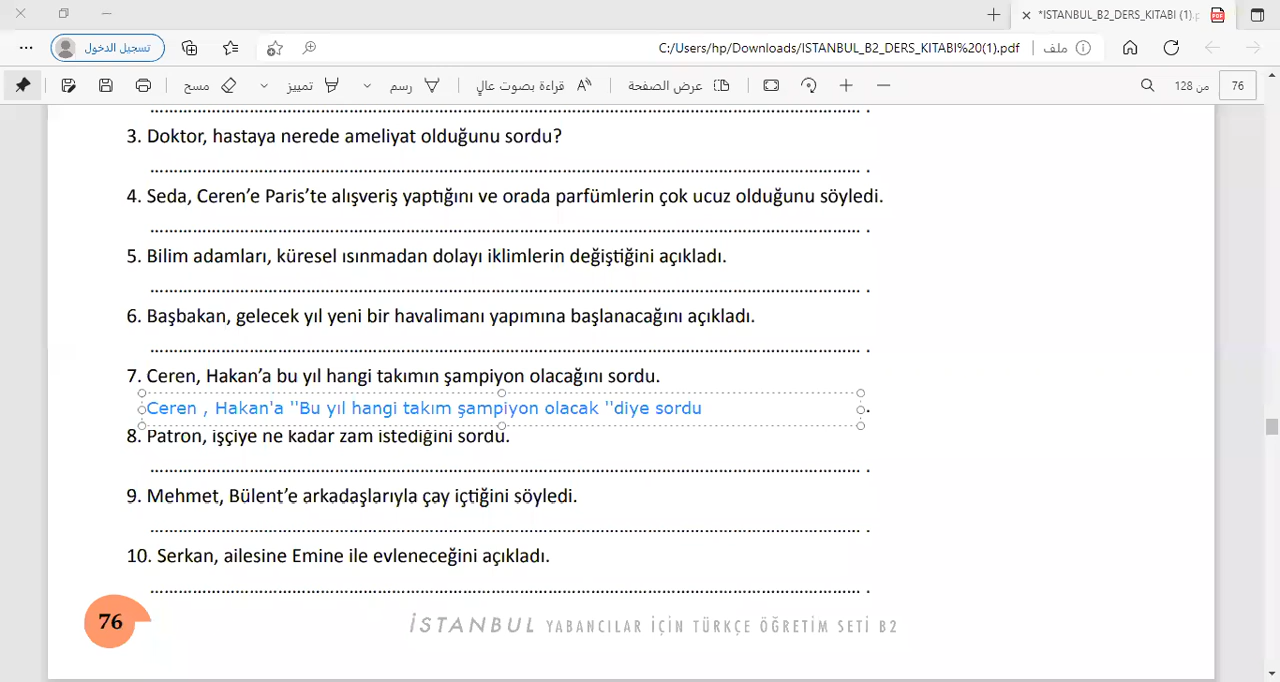 *ISTANBUL_B2_DERS_KITABI (1).p
تسجيل الدخول
C:/Users/hp/Downloads/ISTANBUL_B2_DERS_KITABI%20(1).pdf
ملف
مسح
تمييز
رسم
قراءة بصوت عالٍ
عرض الصفحة
76 من 128
3. Doktor, hastaya nerede ameliyat olduğunu sordu?
4. Seda, Ceren'e Paris'te alışveriş yaptığını ve orada parfümlerin çok ucuz olduğunu söyledi.
5. Bilim adamları, küresel ısınmadan dolayı iklimlerin değiştiğini açıkladı.
6. Başbakan, gelecek yıl yeni bir havalimanı yapımına başlanacağını açıkladı.
7. Ceren, Hakan'a bu yıl hangi takımın şampiyon olacağını sordu.
Ceren , Hakan'a ''Bu yıl hangi takım şampiyon olacak ''diye sordu
8. Patron, işçiye ne kadar zam istediğini sordu.
9. Mehmet, Bülent'e arkadaşlarıyla çay içtiğini söyledi.
10. Serkan, ailesine Emine ile evleneceğini açıkladı.
76
İSTANBUL YABANCILAR İÇİN TÜRKÇE ÖĞRETİM SETİ B2